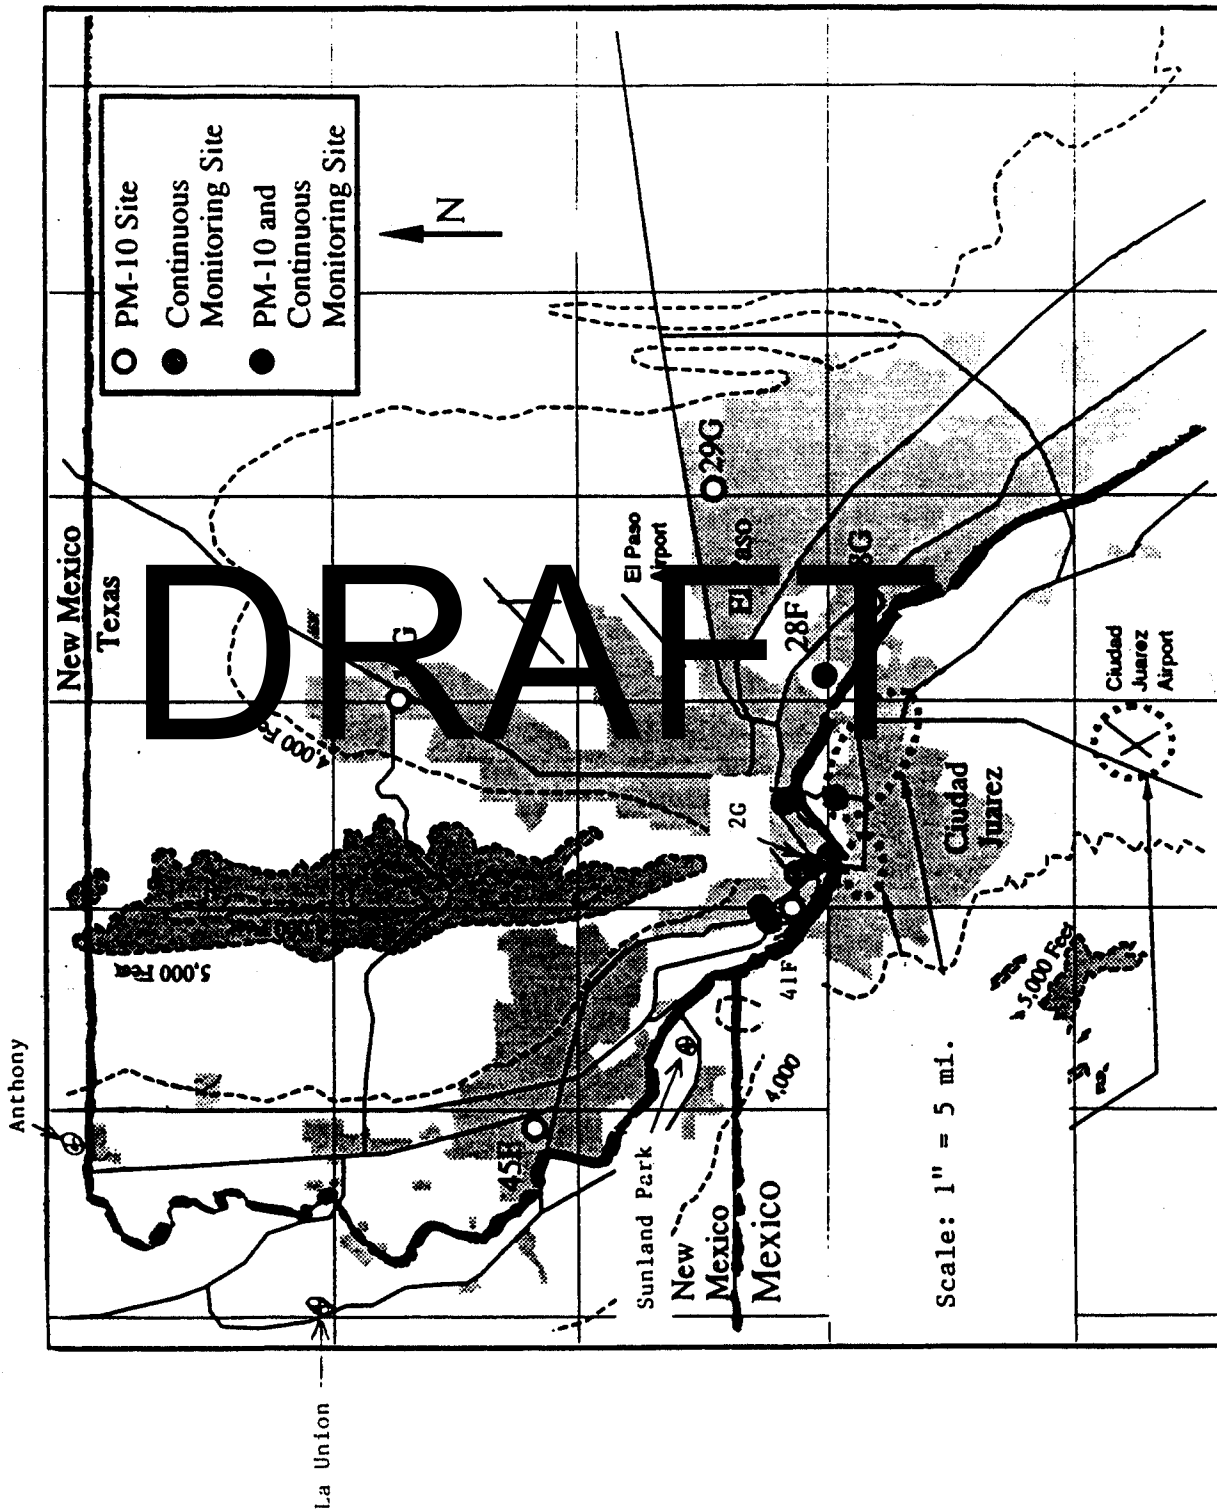 Anthony
La Union
New Mexico
Texas
PM-10 Site
Continuous
Monitoring Site
PM-10 and
Continuous
Monitoring Site
N
4,000
5,000 Feet
29G
El Paso
Airport
El Paso
28F
2G
41F
Sunland Park
New
Mexico
Mexico
4,000
Ciudad
Juarez
Ciudad
Juarez
Airport
5,000 Feet
Scale: 1" = 5 mi.
DRAFT